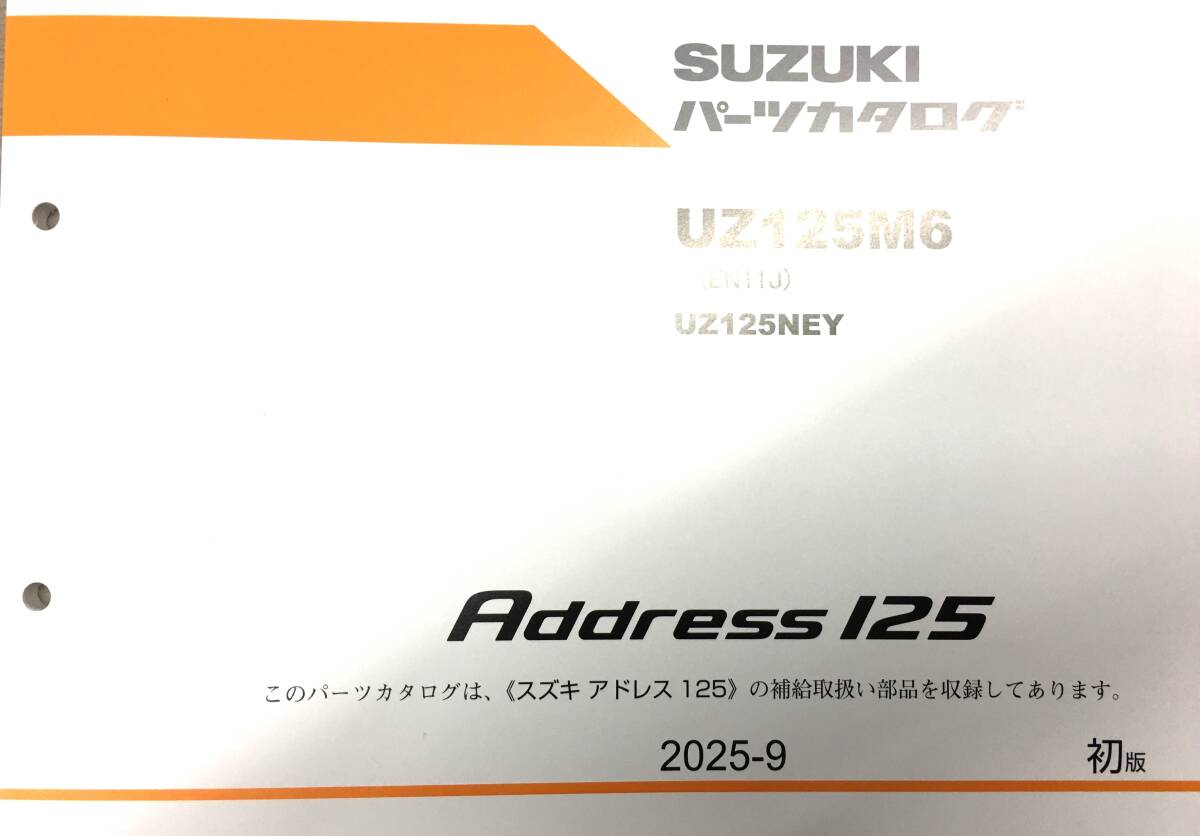 SUZUKI
パーツカタログ
UZ125M6
(EN11J)
UZ125NEY
Address 125
このパーツカタログは、《スズキ アドレス 125》の補給取扱い部品を収録してあります。
2025-9 初版